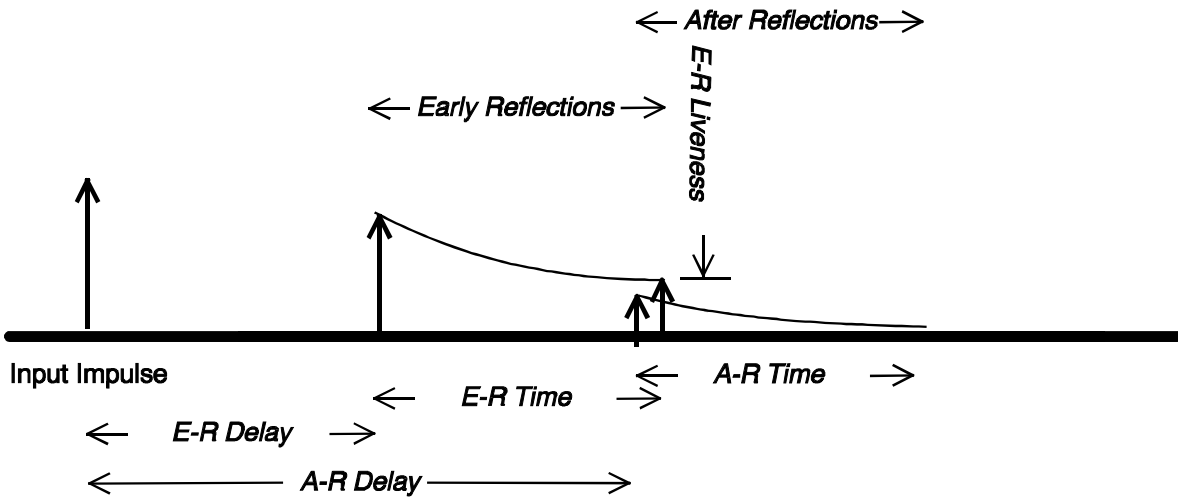 After Reflections
E-R Liveness
Early Reflections
Input Impulse
A-R Time
E-R Time
E-R Delay
A-R Delay